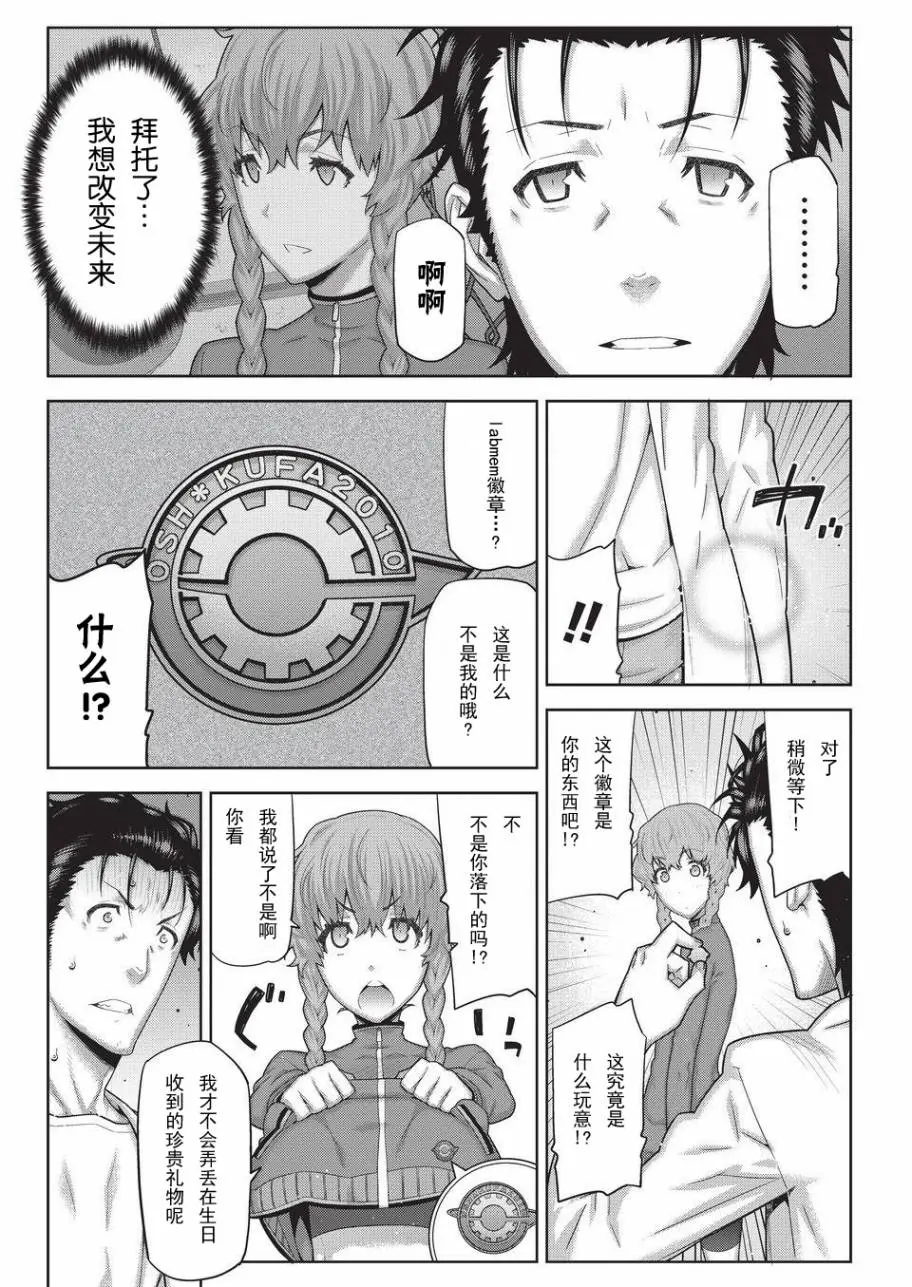 ………
啊啊
拜托了…
我想改变未来
ガッ
!!
labmem徽章…?
这是什么
不是我的哦?
OSH*KUFA2010
什么!?
对了
稍微等下!
这个徽章是
你的东西吧!?
这究竟是
什么玩意!?
不
不是你落下的吗!?
我都说了不是啊
你看
ぐい
我才不会弄丢在生日
收到的珍贵礼物呢